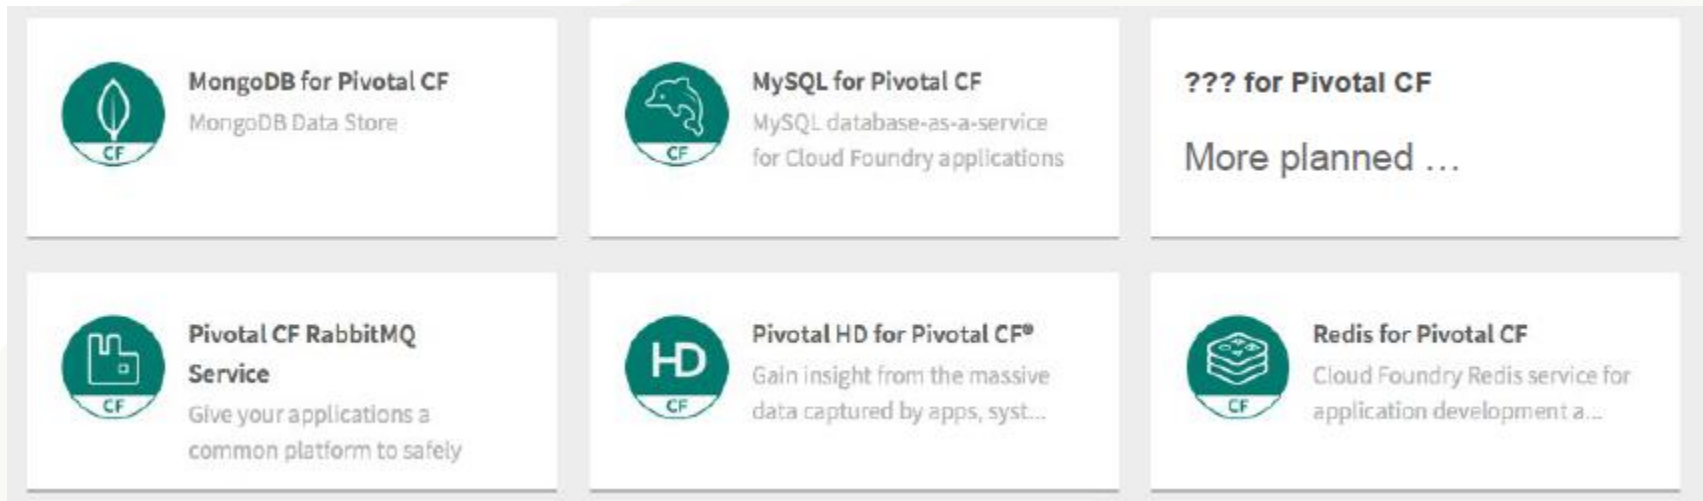 MongoDB for Pivotal CF
MongoDB Data Store
CF
MySQL for Pivotal CF
MySQL database-as-a-service
for Cloud Foundry applications
CF
??? for Pivotal CF
More planned …
Pivotal CF RabbitMQ
Service
Give your applications a
common platform to safely
CF
Pivotal HD for Pivotal CF®
Gain insight from the massive
data captured by apps, syst...
HD
CF
Redis for Pivotal CF
Cloud Foundry Redis service for
application development a...
CF